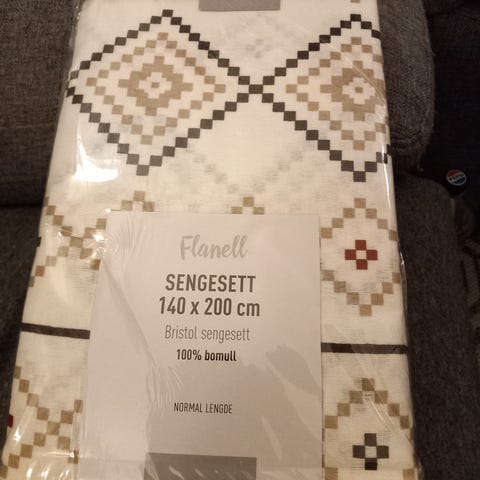 Flanell
SENGESETT
140 x 200 cm
Bristol sengesett
100% bomull
NORMAL LENGDE